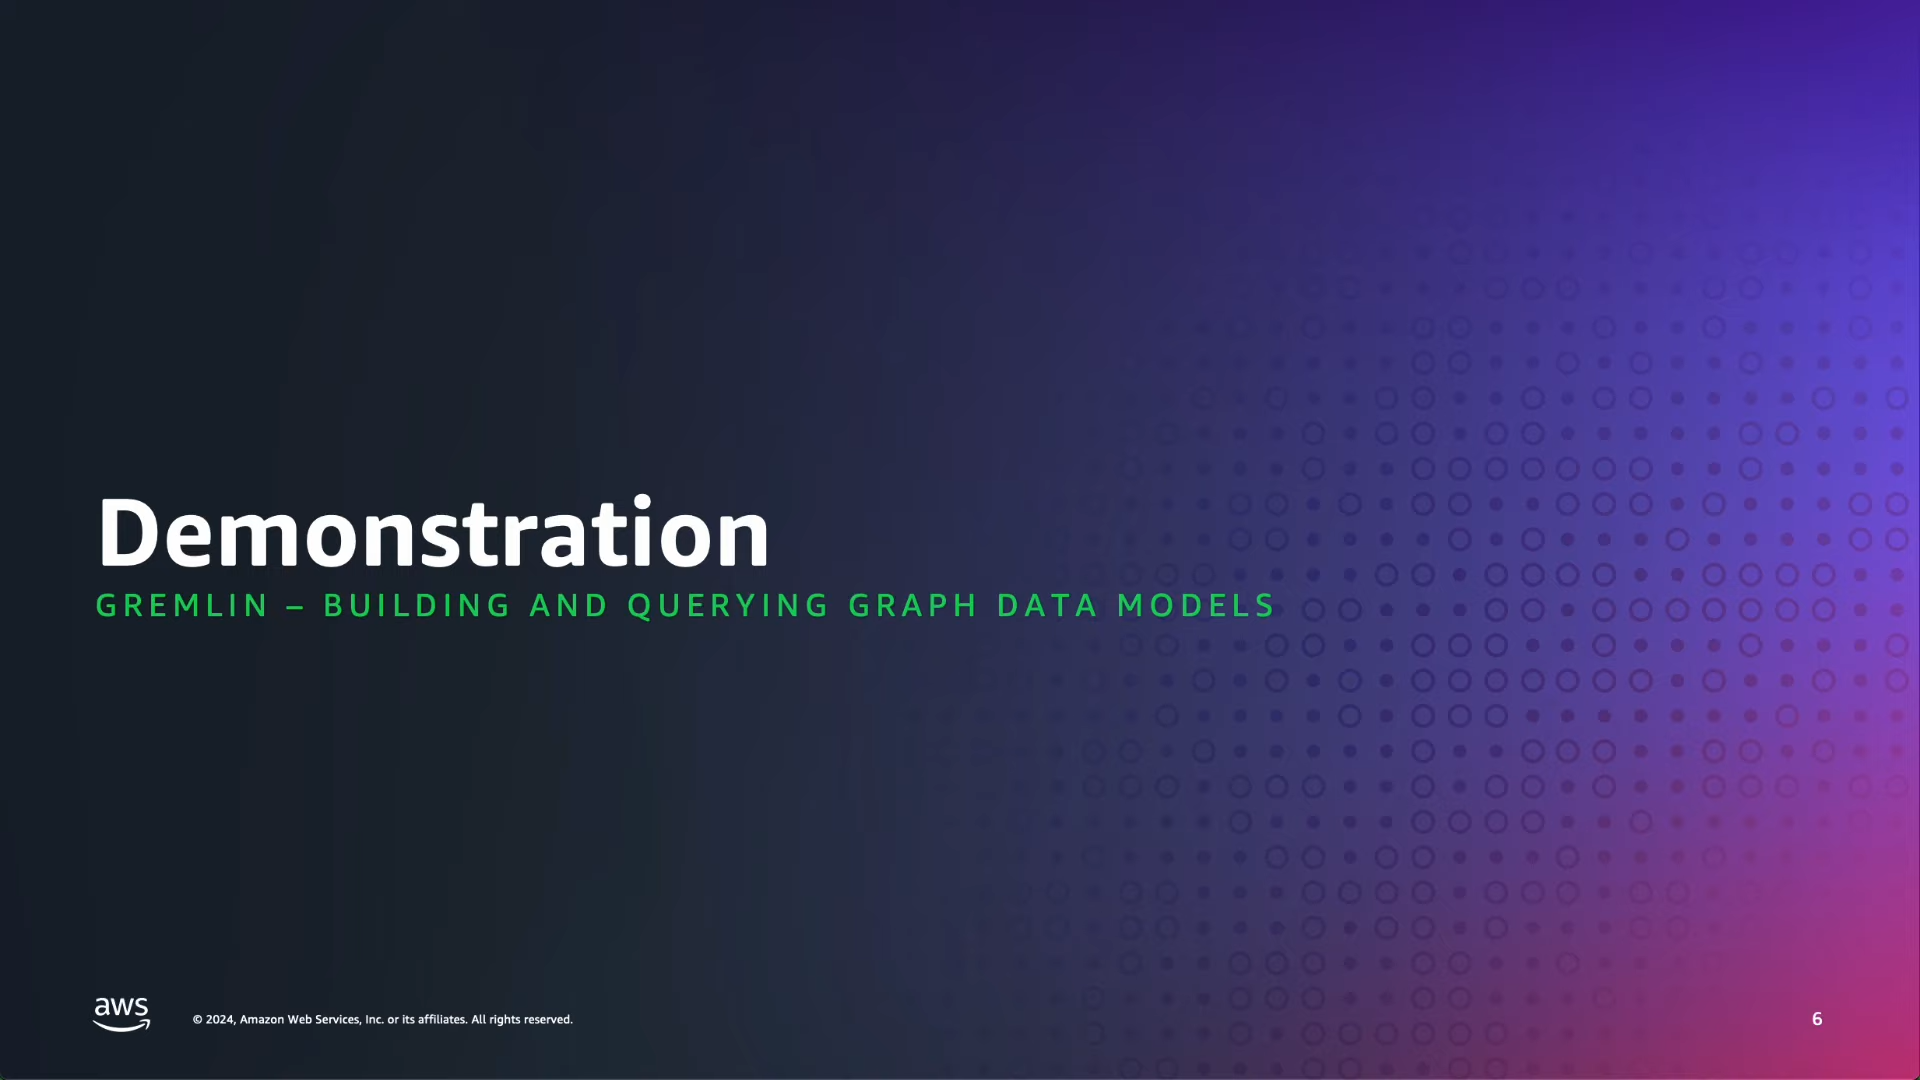 Demonstration
GREMLIN – BUILDING AND QUERYING GRAPH DATA MODELS
aws
© 2024, Amazon Web Services, Inc. or its affiliates. All rights reserved.
6